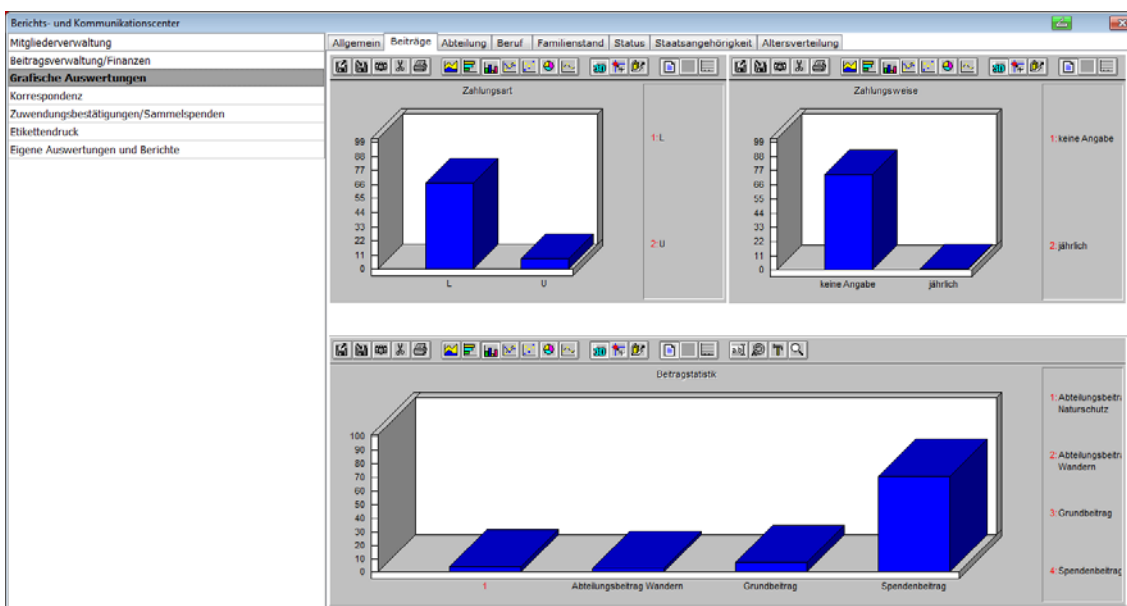 Berichts- und Kommunikationscenter
Mitgliederverwaltung
Beitragsverwaltung/Finanzen
Grafische Auswertungen
Korrespondenz
Zuwendungsbestätigungen/Sammelspenden
Etikettendruck
Eigene Auswertungen und Berichte
Allgemein Beiträge Abteilung Beruf Familienstand Status Staatsangehörigkeit Altersverteilung
Zahlungsart
99
88
77
66
55
44
33
22
11
0
L U
1: L
2: U
Zahlungsweise
99
88
77
66
55
44
33
22
11
0
keine Angabe jährlich
1: keine Angabe
2: jährlich
Beitragstatistik
100
90
80
70
60
50
40
30
20
10
0
1 Abteilungsbeitrag Wandern Grundbeitrag Spendenbeitrag
1: Abteilungsbeitra
Naturschutz
2: Abteilungsbeitra
Wandern
3: Grundbeitrag
4: Spendenbeitrag